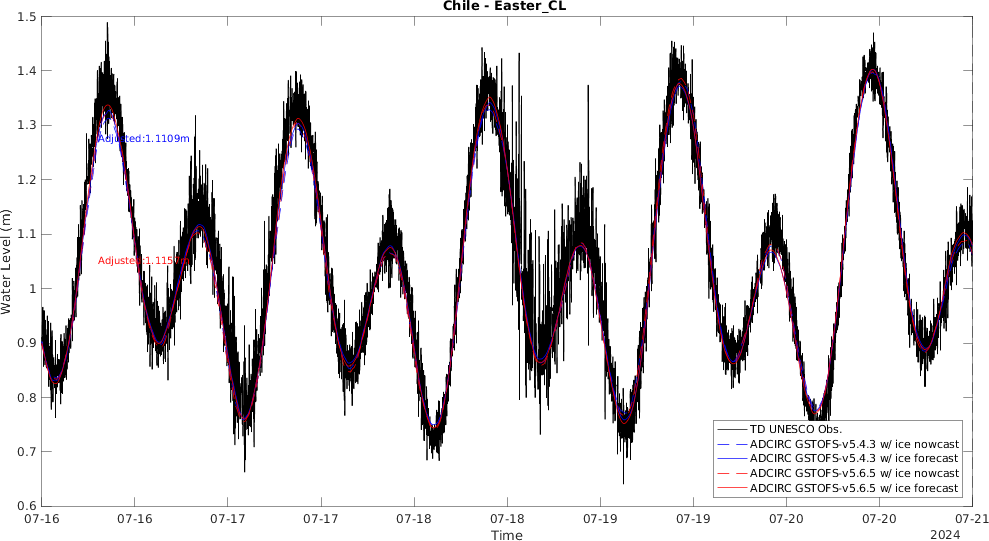 Chile - Easter_CL
1.5
1.4
1.3
1.2
1.1
1
0.9
0.8
0.7
0.6
Water Level (m)
Adjusted:1.1109m
TD UNESCO Obs.
ADCIRC GSTOFS-v5.4.3 w/ ice nowcast
ADCIRC GSTOFS-v5.4.3 w/ ice forecast
ADCIRC GSTOFS-v5.6.5 w/ ice nowcast
ADCIRC GSTOFS-v5.6.5 w/ ice forecast
07-16 07-16 07-17 07-17 07-18 07-18 07-19 07-19 07-20 07-20 07-21
Time
2024